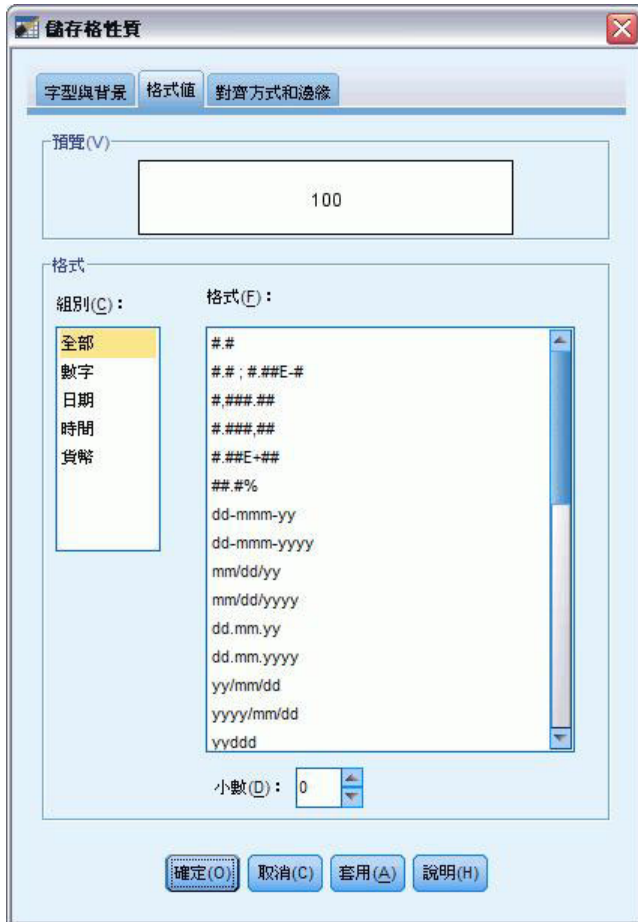 儲存格性質
字型與背景 格式值 對齊方式和邊緣
預覽(V)
100
格式
組別(C)：
全部
數字
日期
時間
貨幣
格式(F)：
#.#
#.# ; #.##E-#
#,###.##
#.###,##
#.##E+##
##.#%
dd-mmm-yy
dd-mmm-yyyy
mm/dd/yy
mm/dd/yyyy
dd.mm.yy
dd.mm.yyyy
yy/mm/dd
yyyy/mm/dd
yyddd
小數(D)： 0
確定(O) 取消(C) 套用(A) 說明(H)